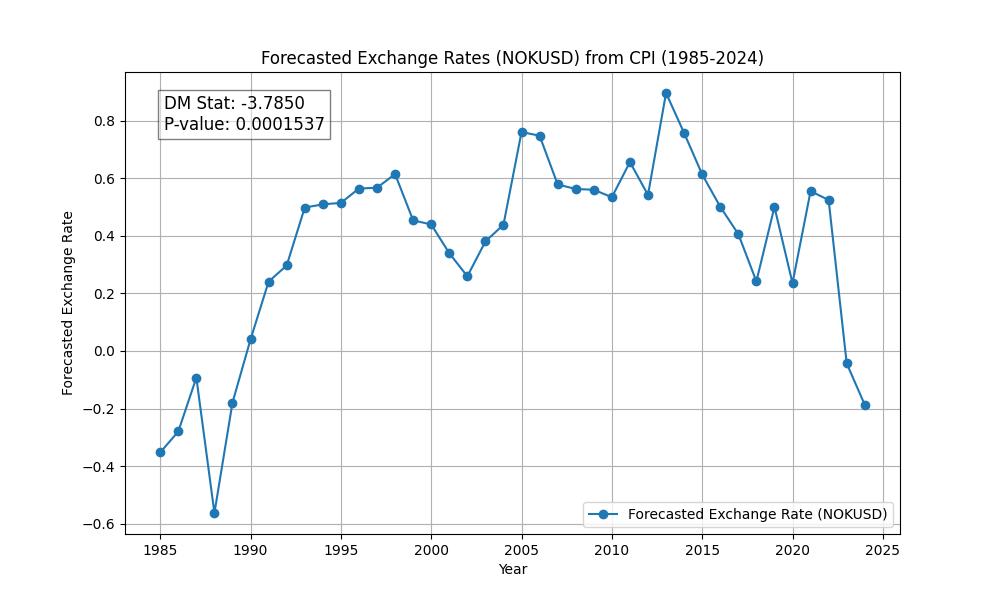 Forecasted Exchange Rates (NOKUSD) from CPI (1985-2024)
DM Stat: -3.7850
P-value: 0.0001537
Forecasted Exchange Rate
0.8
0.6
0.4
0.2
0.0
−0.2
−0.4
−0.6
Forecasted Exchange Rate (NOKUSD)
1985 1990 1995 2000 2005 2010 2015 2020 2025
Year